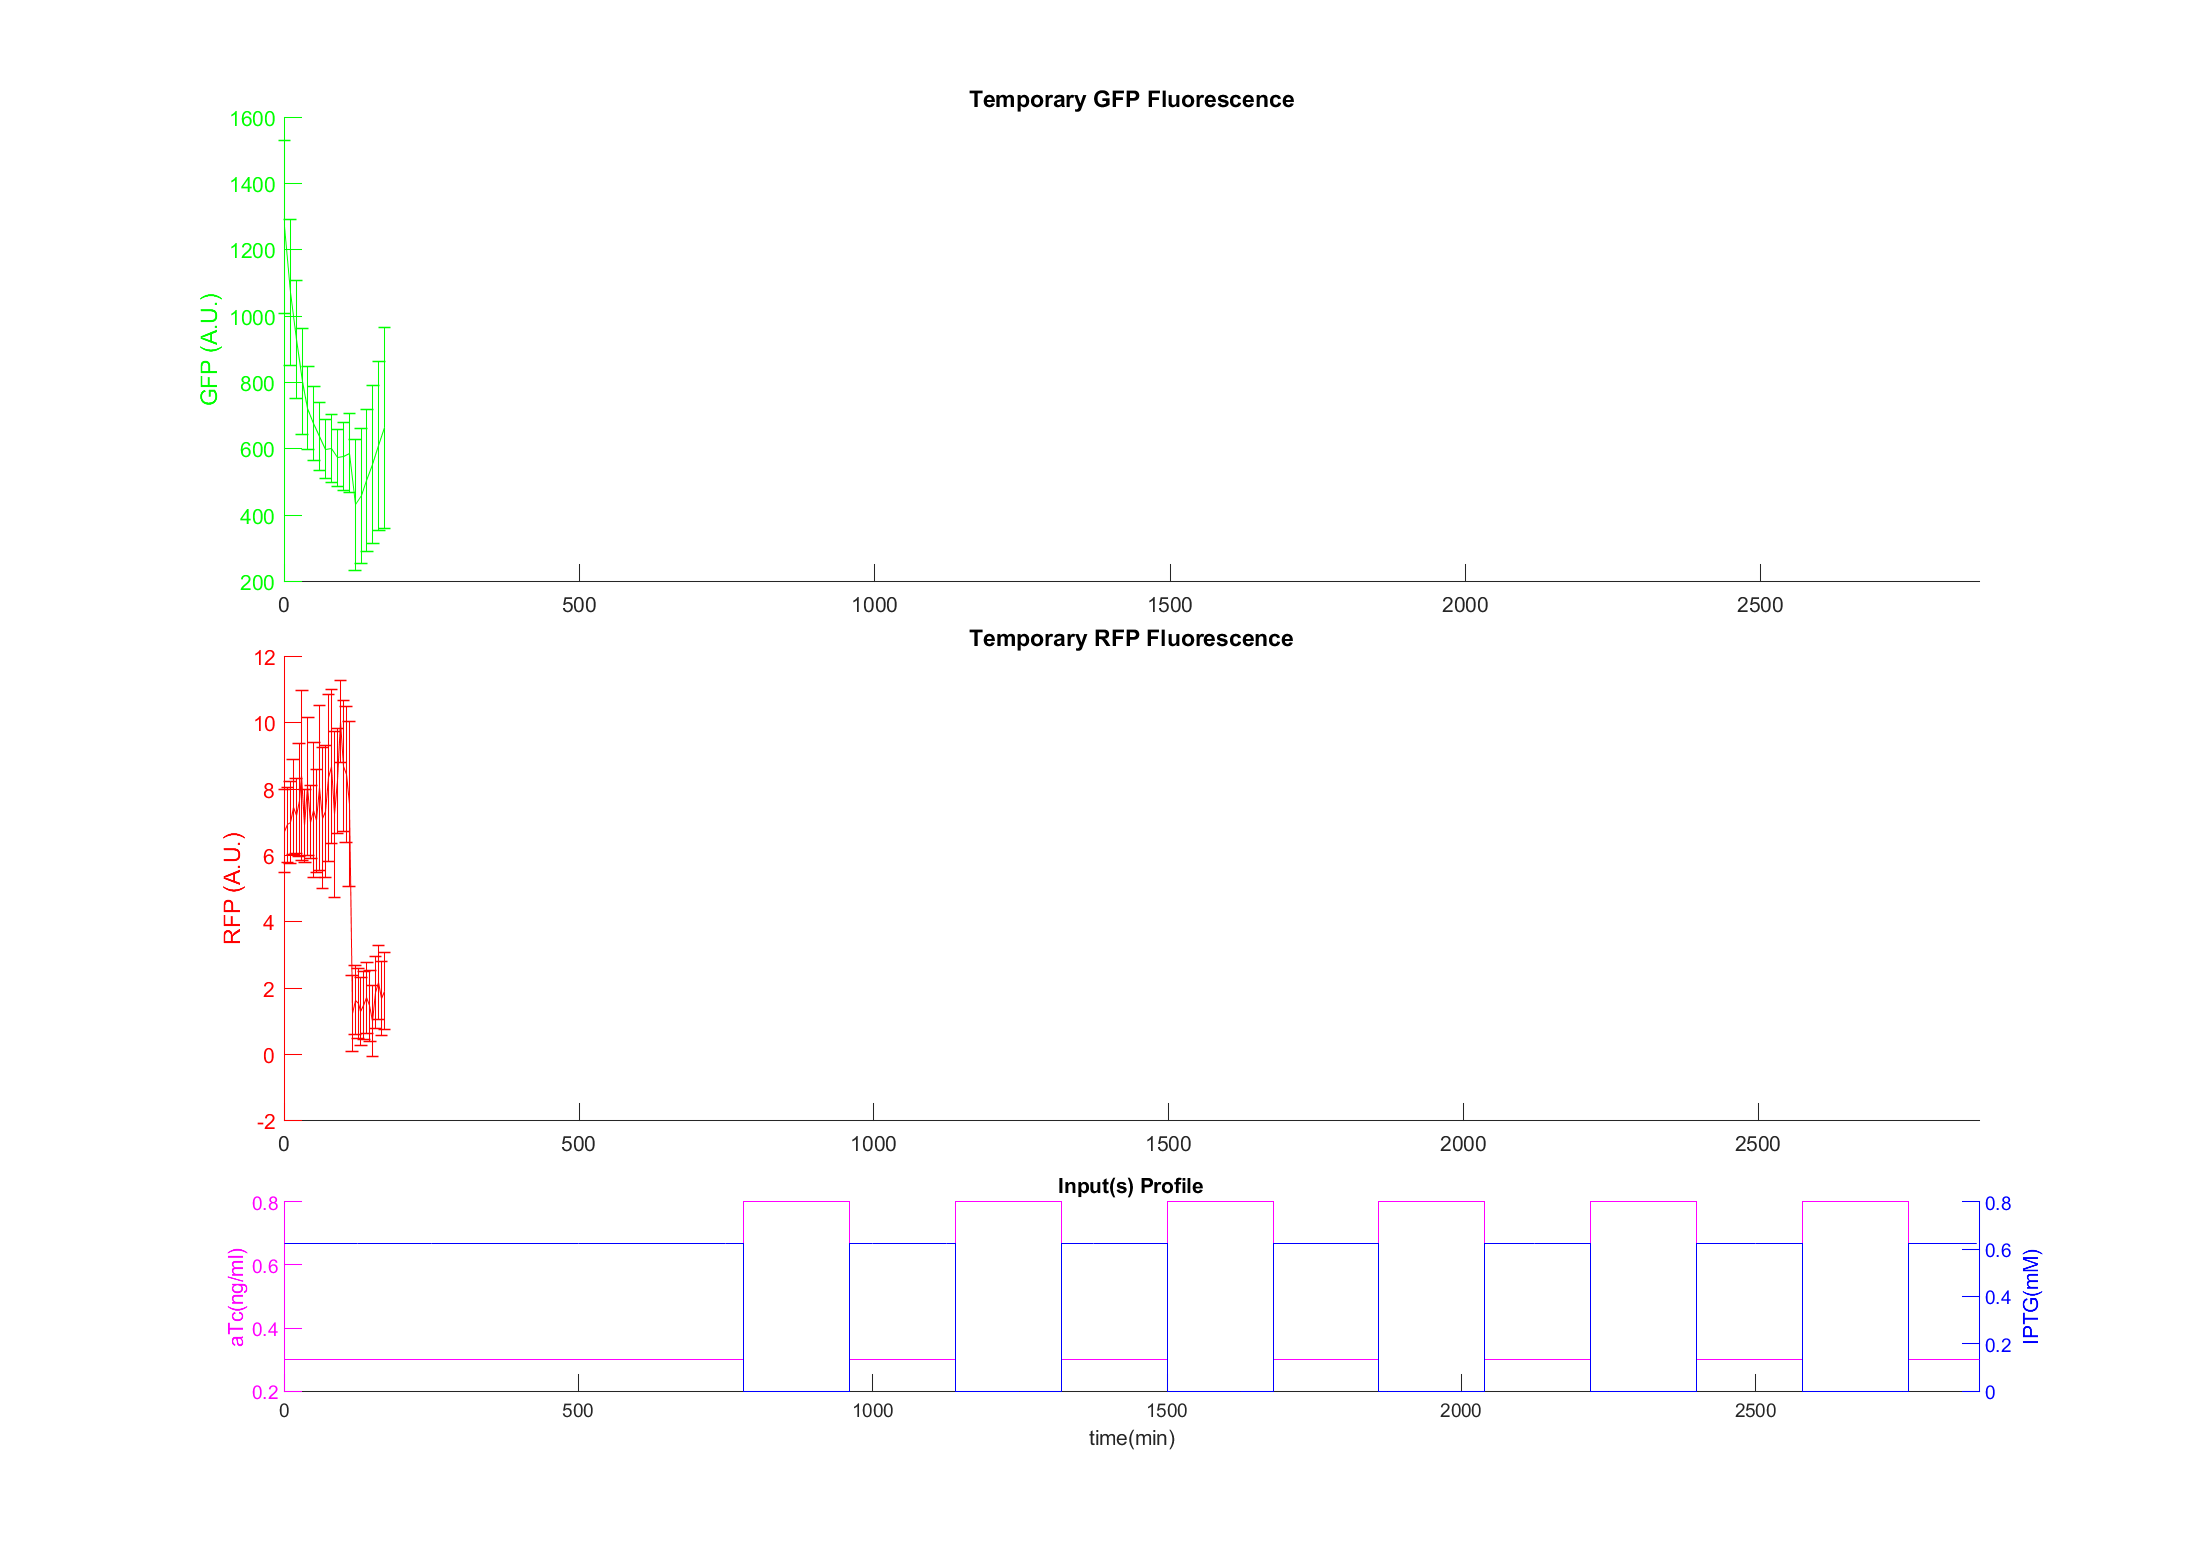 Temporary GFP Fluorescence
1600
1400
1200
1000
800
600
400
200
GFP (A.U.)
0 500 1000 1500 2000 2500
Temporary RFP Fluorescence
12
10
8
6
4
2
0
-2
RFP (A.U.)
0 500 1000 1500 2000 2500
Input(s) Profile
0.8
0.6
0.4
0.2
aTc(ng/ml)
0.8
0.6
0.4
0.2
0
IPTG(mM)
0 500 1000 1500 2000 2500
time(min)